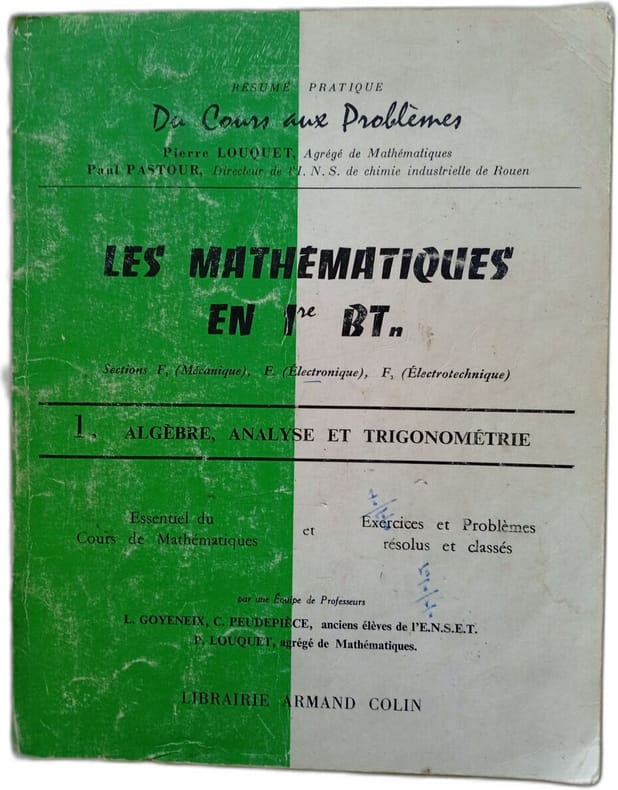 RÉSUMÉ PRATIQUE
Du Cours aux Problèmes
Pierre LOUQUET, Agrégé de Mathématiques
Paul PASTOUR, Directeur de l'I. N. S. de chimie industrielle de Rouen
LES MATHÉMATIQUES
EN 1re BTn
Sections F1 (Mécanique), F2 (Électronique), F3 (Électrotechnique)
1. ALGÈBRE, ANALYSE ET TRIGONOMÉTRIE
Essentiel du
Cours de Mathématiques
et
Exercices et Problèmes
résolus et classés
par une Équipe de Professeurs
L. GOYENEIX, C. PEUDEPIÈCE, anciens élèves de l'E.N.S.E.T.
P. LOUQUET, agrégé de Mathématiques.
LIBRAIRIE ARMAND COLIN